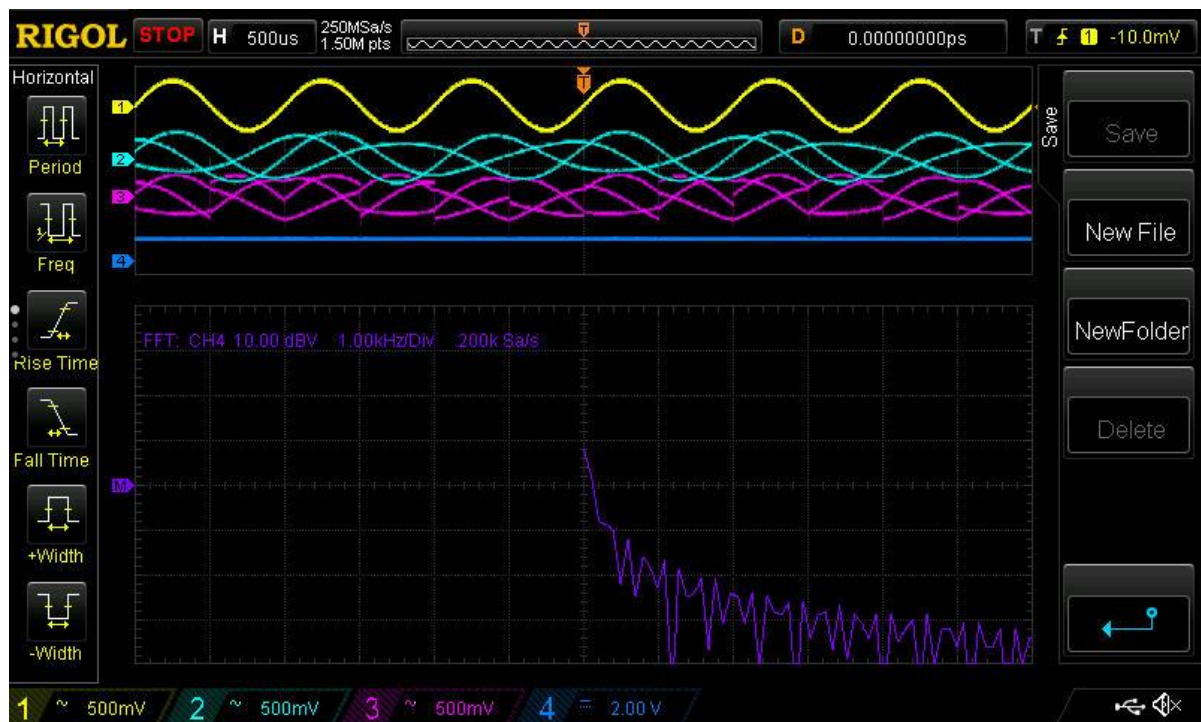 RIGOL STOP H 500us 250MSa/s 1.50M pts T D 0.00000000ps T 1 -10.0mV
Horizontal
Period
Freq
Rise Time
Fall Time
+Width
-Width
T
1
2
3
4
FFT: CH4 10.00 dBV 1.00kHz/Div 200k Sa/s
M
Save
Save
New File
NewFolder
Delete
1 ~ 500mV 2 ~ 500mV 3 ~ 500mV 4 = 2.00 V